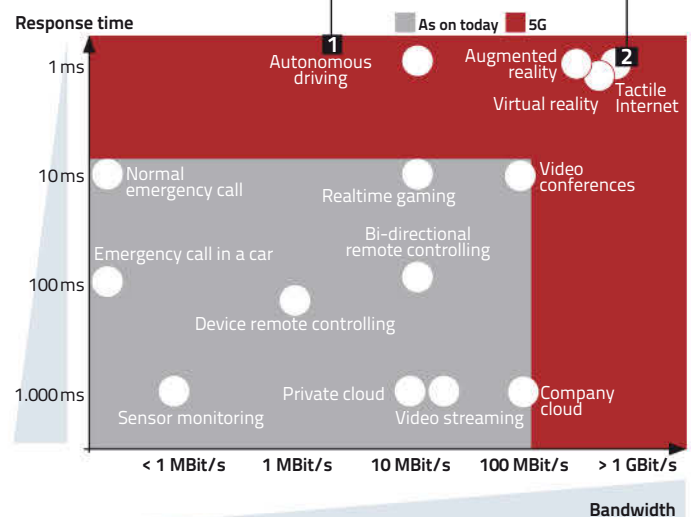 Response time
As on today
5G
1
2
1 ms
Autonomous
driving
Augmented
reality
Virtual reality
Tactile
Internet
10 ms
Normal
emergency call
Realtime gaming
Video
conferences
Emergency call in a car
Bi-directional
remote controlling
100 ms
Device remote controlling
1.000 ms
Private cloud
Company
cloud
Sensor monitoring
Video streaming
< 1 MBit/s
1 MBit/s
10 MBit/s
100 MBit/s
> 1 GBit/s
Bandwidth